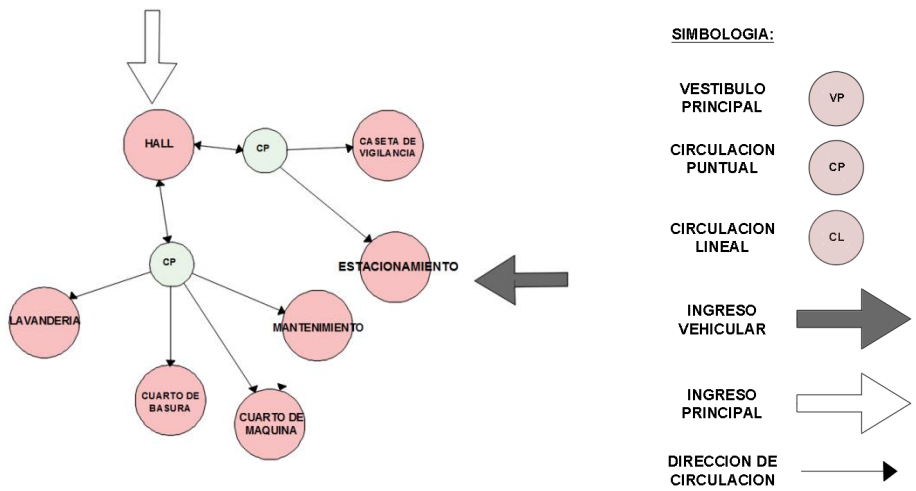 HALL
CP
CASETA DE
VIGILANCIA
ESTACIONAMIENTO
CP
LAVANDERIA
MANTENIMIENTO
CUARTO DE
BASURA
CUARTO DE
MAQUINA
SIMBOLOGIA:
VESTIBULO
PRINCIPAL
VP
CIRCULACION
PUNTUAL
CP
CIRCULACION
LINEAL
CL
INGRESO
VEHICULAR
INGRESO
PRINCIPAL
DIRECCION DE
CIRCULACION